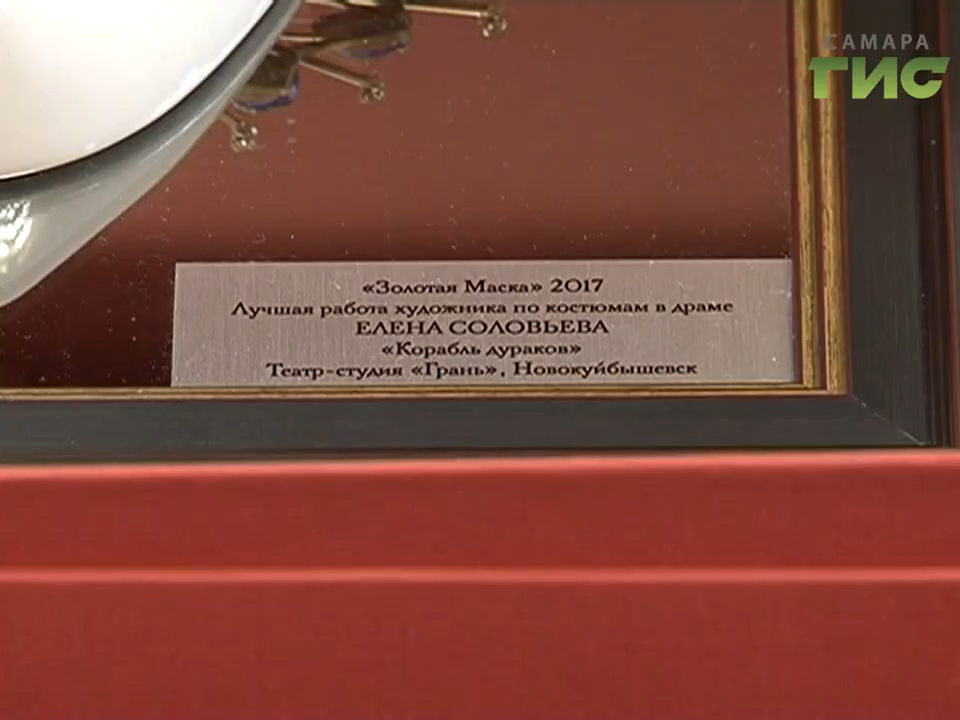 САМАРА
ГИС
«Золотая Маска» 2017
Лучшая работа художника по костюмам в драме
ЕЛЕНА СОЛОВЬЕВА
«Корабль дураков»
Театр-студия «Грань», Новокуйбышевск